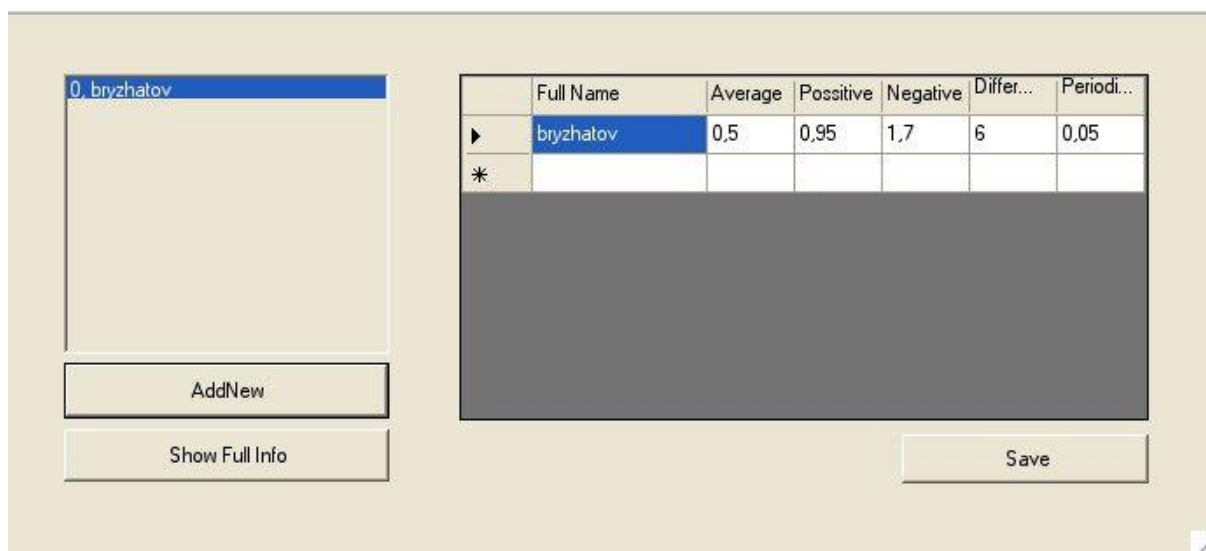 0, bryzhatov
Full Name Average Possitive Negative Differ... Periodi...
bryzhatov 0,5 0,95 1,7 6 0,05
AddNew
Show Full Info
Save